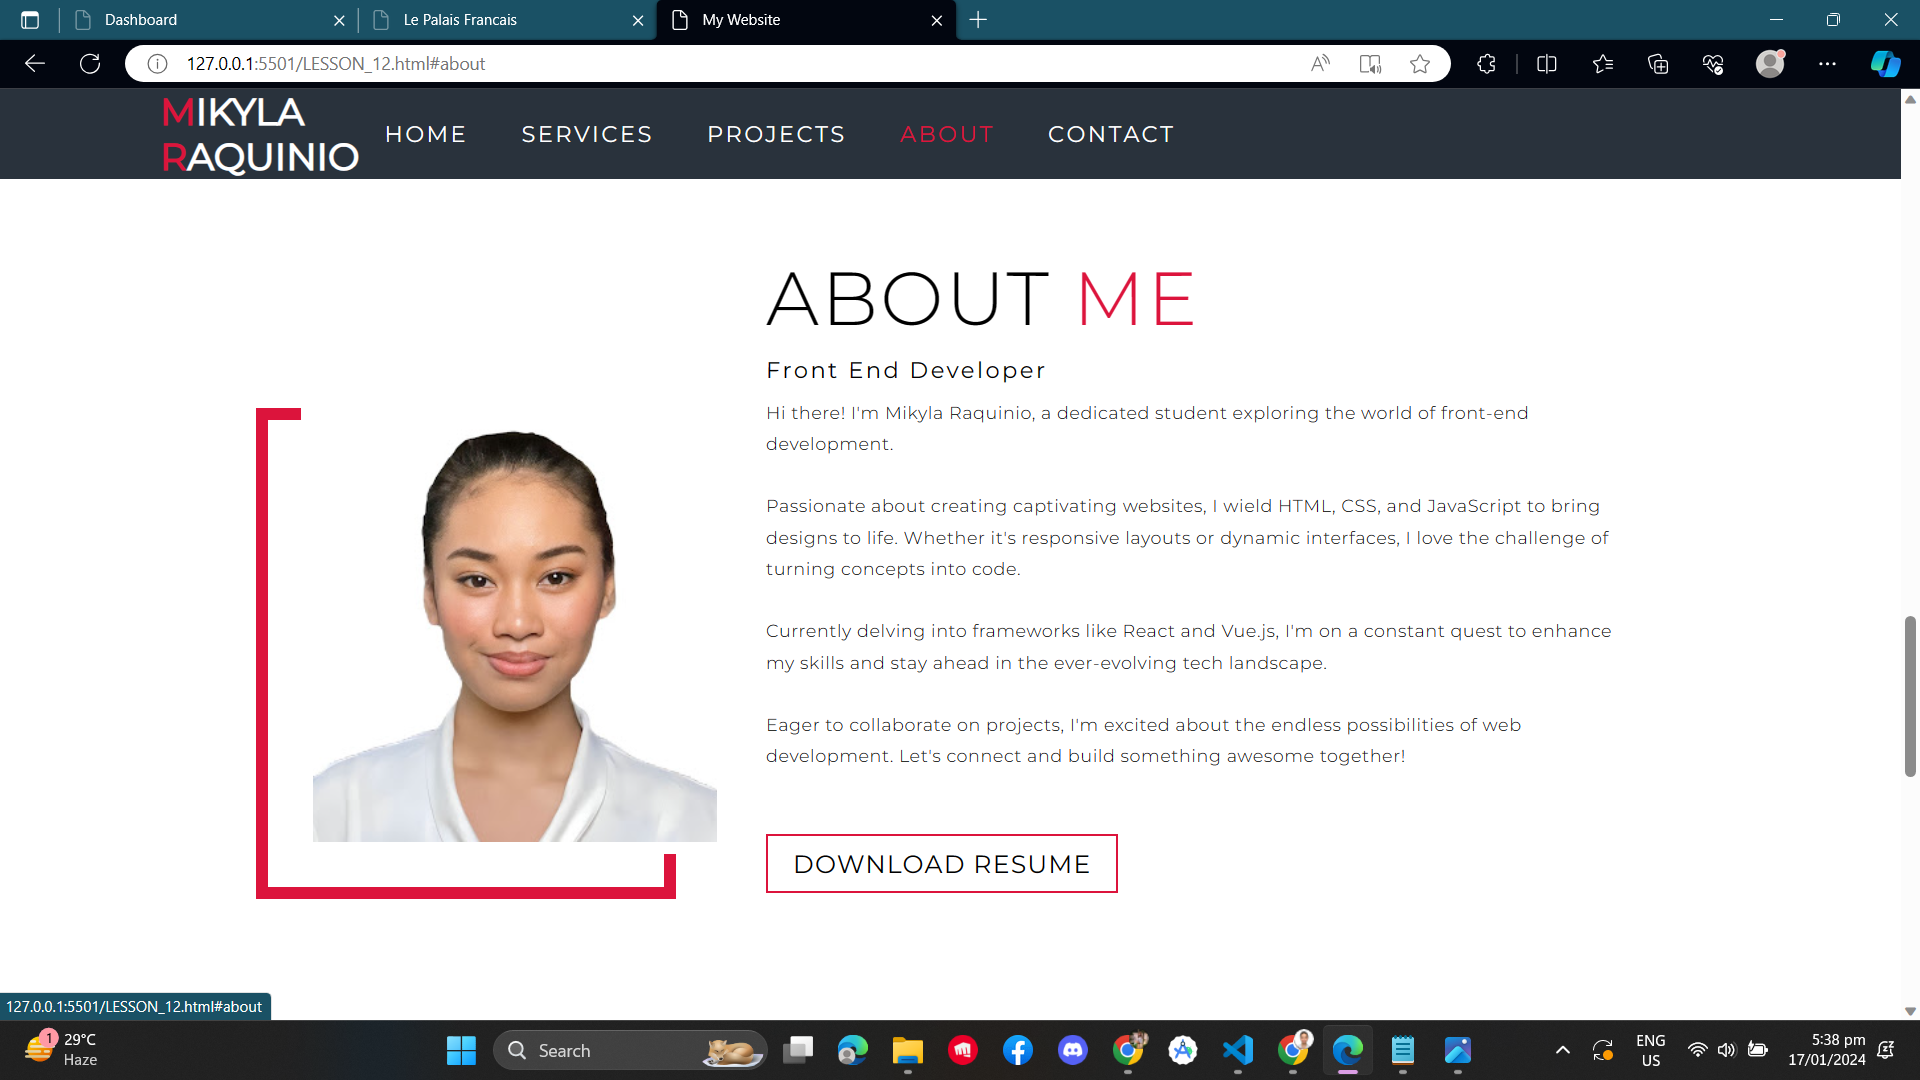 Dashboard
Le Palais Francais
My Website
127.0.0.1:5501/LESSON_12.html#about
MIKYLA
RAQUINIO
HOME
SERVICES
PROJECTS
ABOUT
CONTACT
ABOUT ME
Front End Developer
Hi there! I'm Mikyla Raquinio, a dedicated student exploring the world of front-end
development.
Passionate about creating captivating websites, I wield HTML, CSS, and JavaScript to bring
designs to life. Whether it's responsive layouts or dynamic interfaces, I love the challenge of
turning concepts into code.
Currently delving into frameworks like React and Vue.js, I'm on a constant quest to enhance
my skills and stay ahead in the ever-evolving tech landscape.
Eager to collaborate on projects, I'm excited about the endless possibilities of web
development. Let's connect and build something awesome together!
DOWNLOAD RESUME
127.0.0.1:5501/LESSON_12.html#about
1
29°C
Haze
Search
ENG
US
5:38 pm
17/01/2024